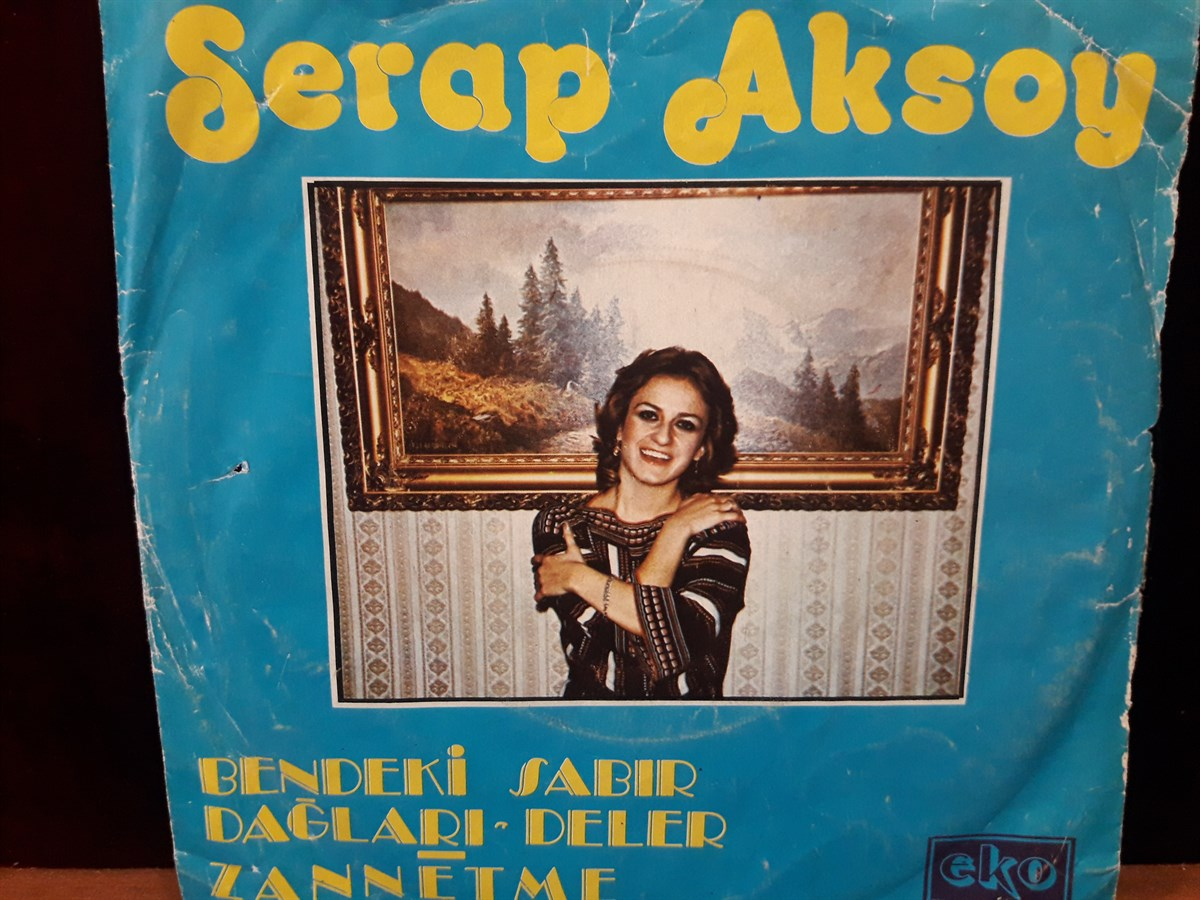 Serap Aksoy
BENDEKİ SABIR
DAĞLARI - DELER
ZANNETME
eko